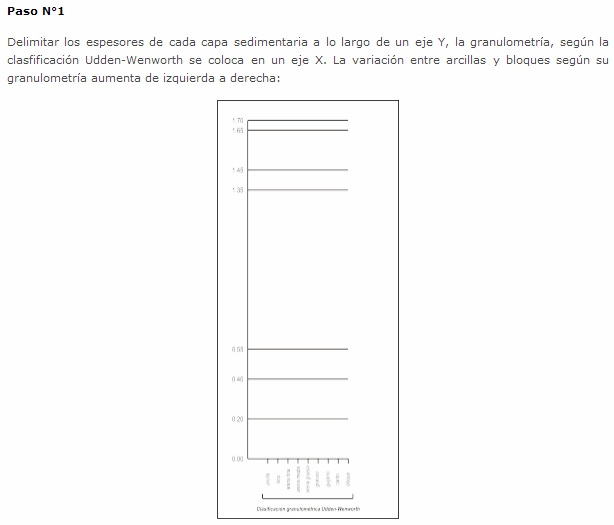 Paso N°1
Delimitar los espesores de cada capa sedimentaria a lo largo de un eje Y, la granulometría, según la
clasfificación Udden-Wenworth se coloca en un eje X. La variación entre arcillas y bloques según su
granulometría aumenta de izquierda a derecha:
1.70
1.65
1.45
1.35
0.55
0.40
0.20
0.00
Clasificación granulometrica Udden-Wenworth